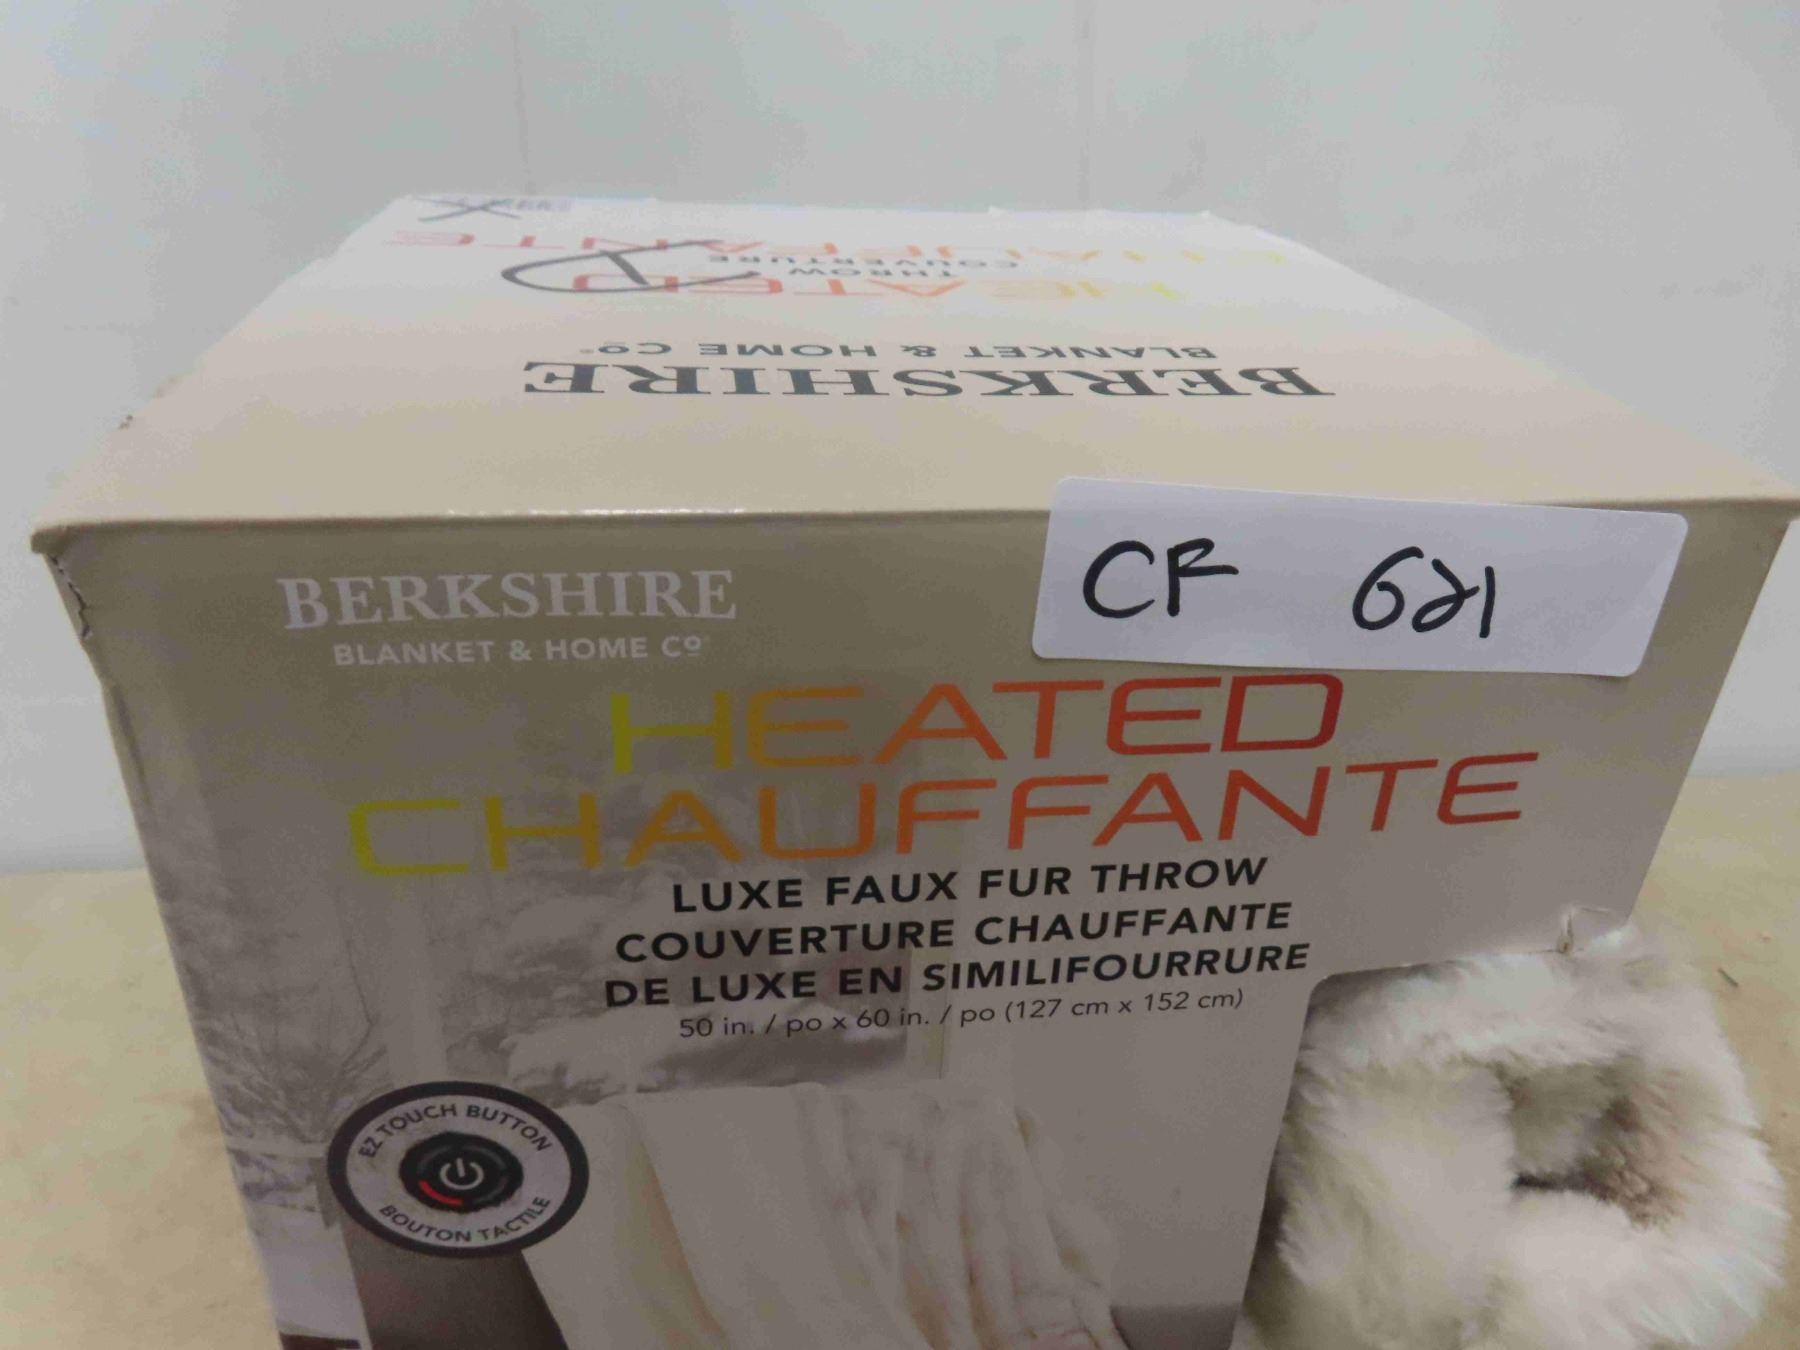 CHAUFFANTE
COUVERTURE
THROW
HEATED
BLANKET & HOME Cº
BERKSHIRE
CF 621
BERKSHIRE
BLANKET & HOME Cº
HEATED
CHAUFFANTE
LUXE FAUX FUR THROW
COUVERTURE CHAUFFANTE
DE LUXE EN SIMILIFOURRURE
50 in. / po x 60 in. / po (127 cm x 152 cm)
EZ TOUCH BUTTON
BOUTON TACTILE